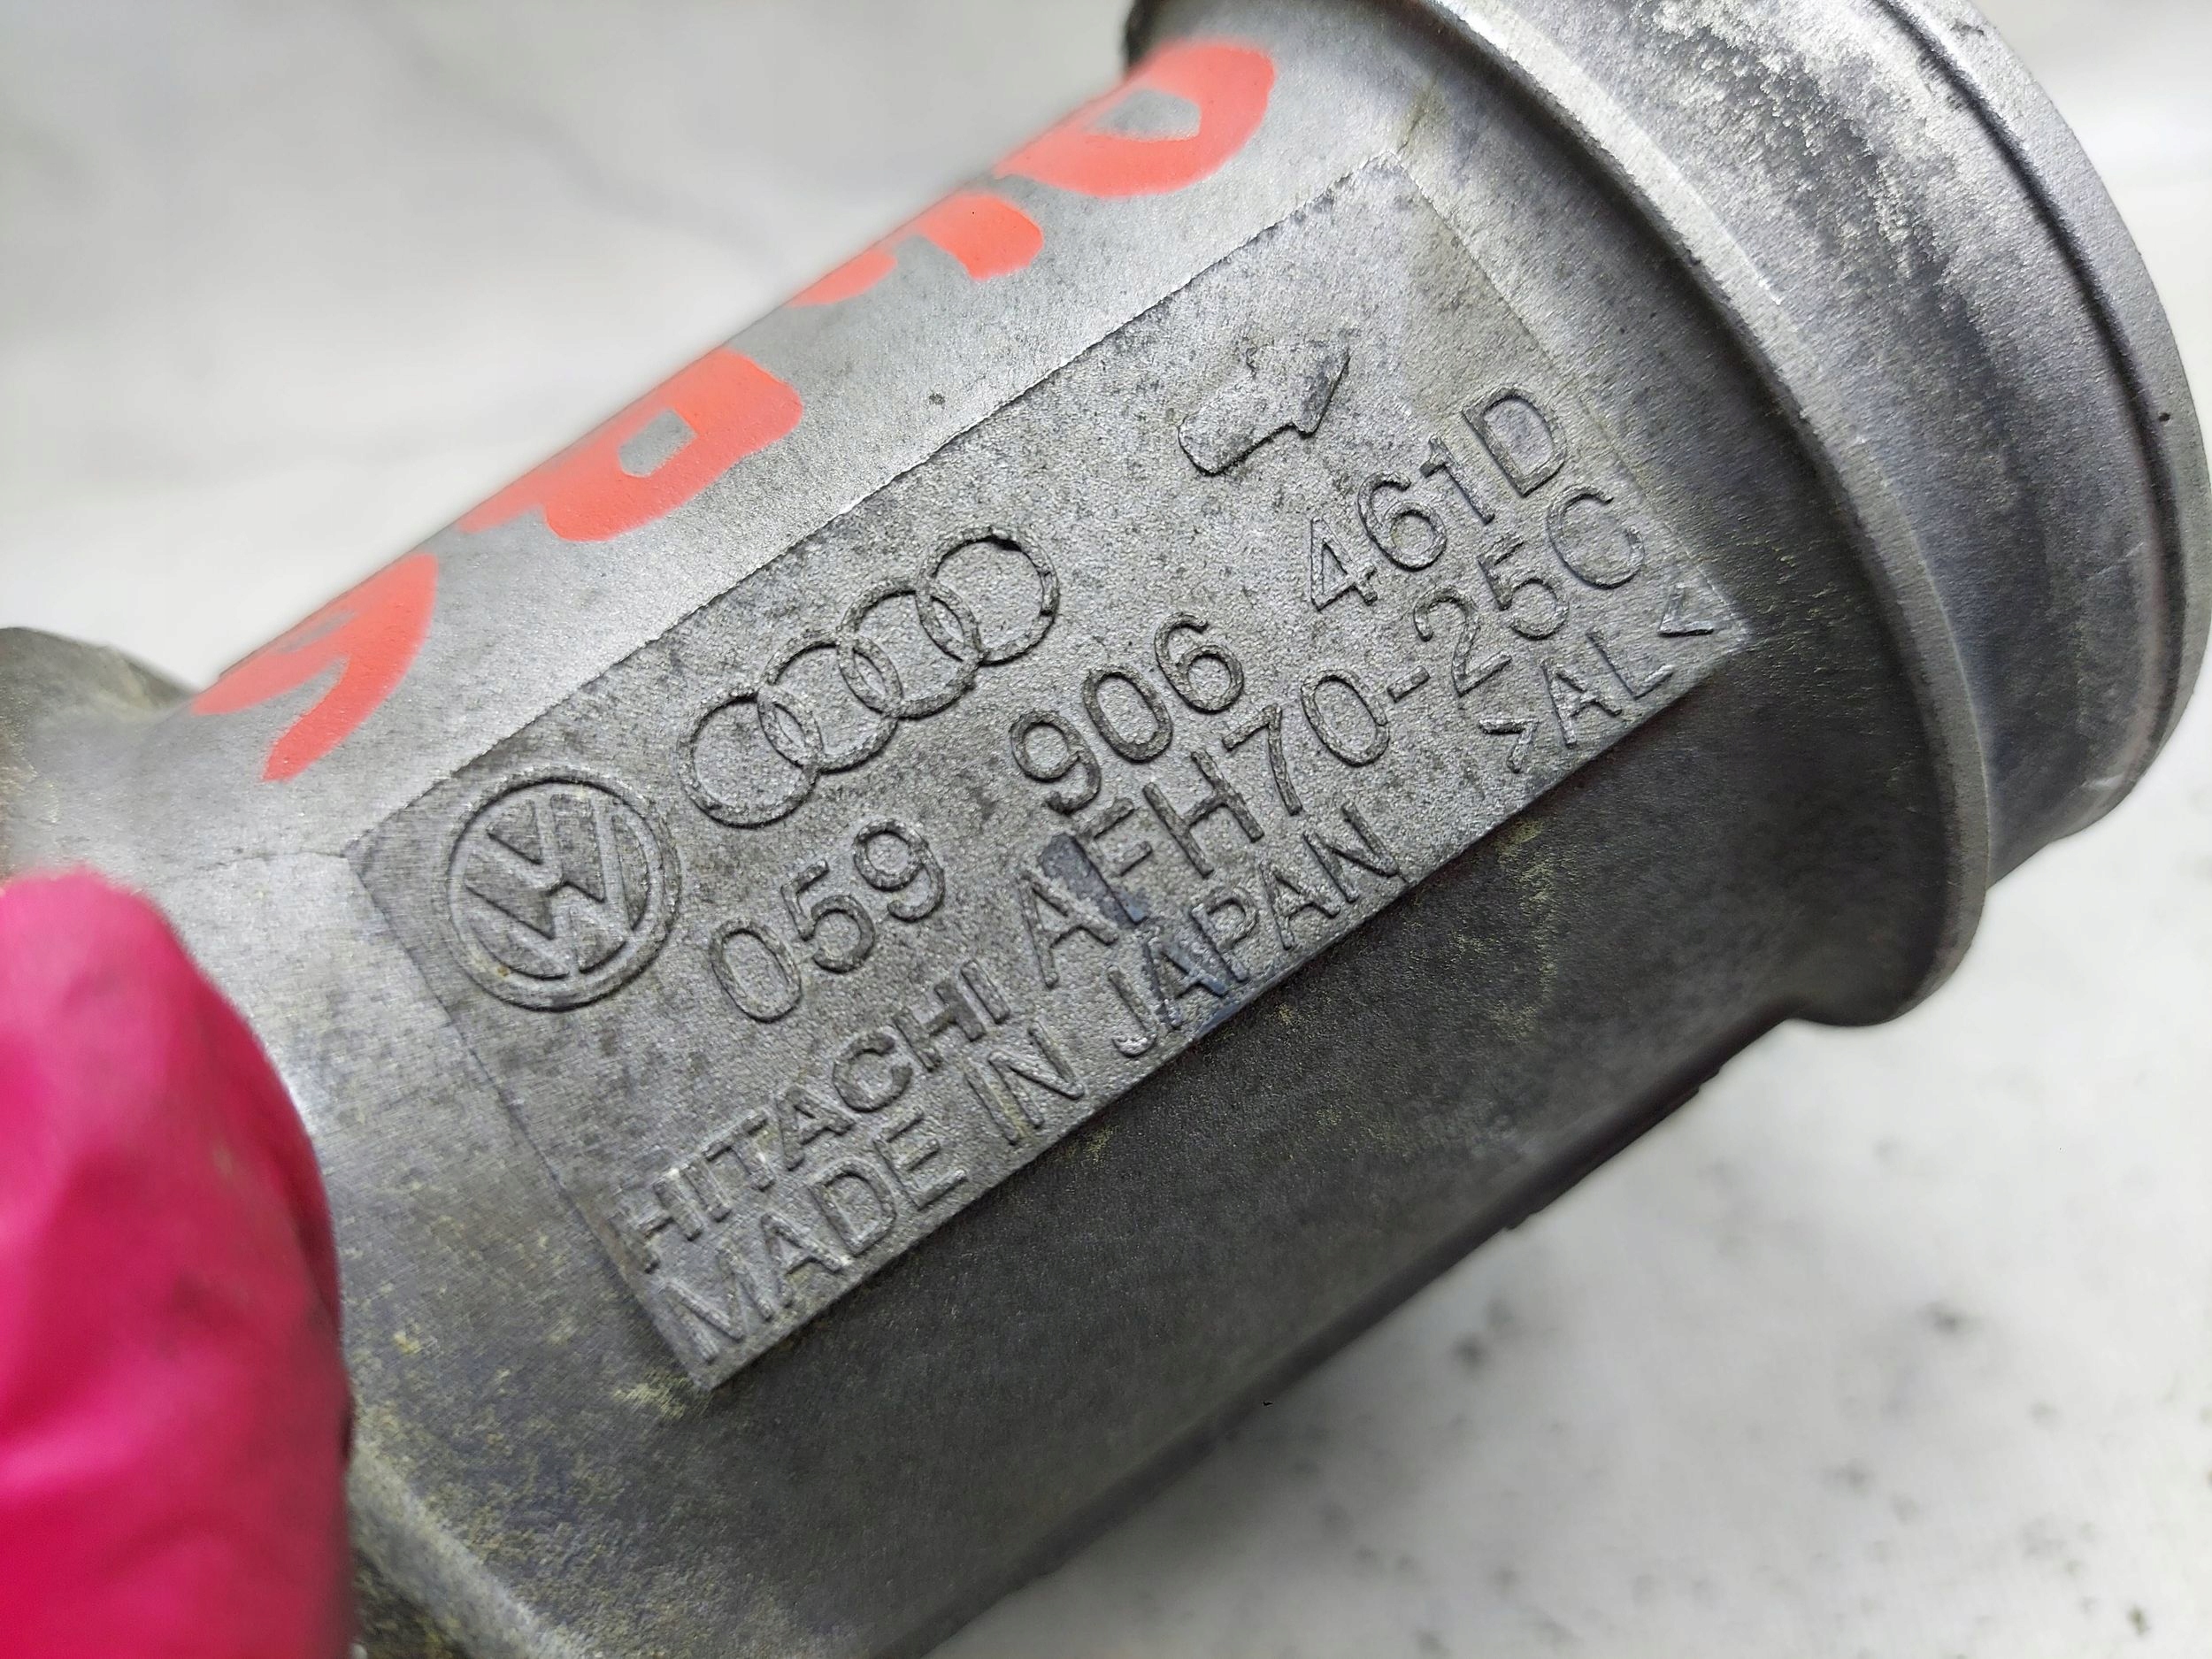 059 906 461D
HITACHI AFH70-25C
MADE IN JAPAN >AL<